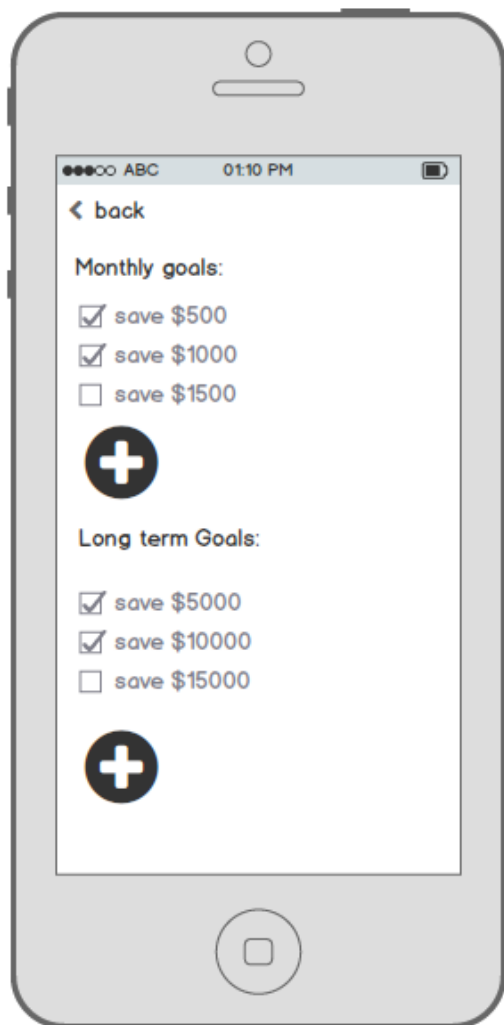 ABC 01:10 PM
back
Monthly goals:
save $500
save $1000
save $1500
Long term Goals:
save $5000
save $10000
save $15000